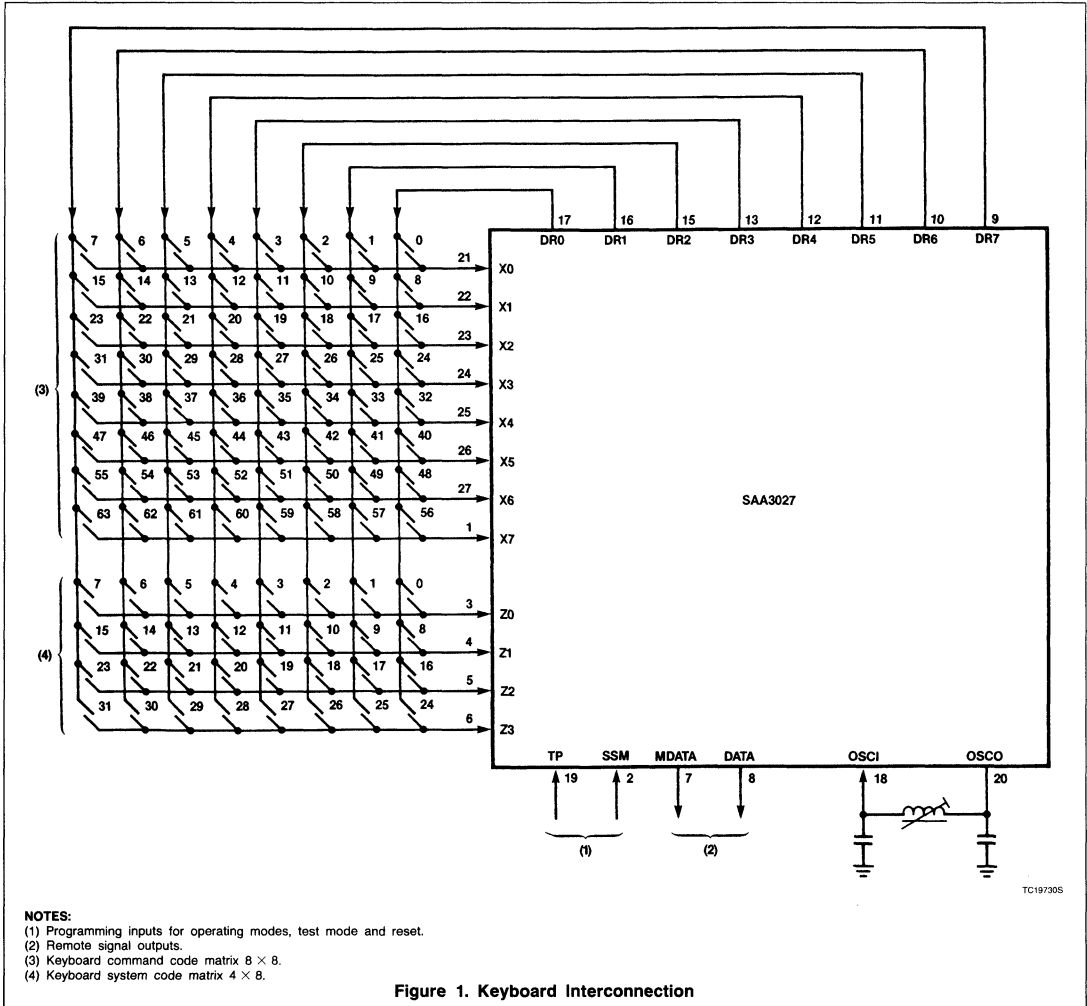 17 16 15 13 12 11 10 9
DR0 DR1 DR2 DR3 DR4 DR5 DR6 DR7
7 6 5 4 3 2 1 0
21 X0
15 14 13 12 11 10 9 8
22 X1
23 22 21 20 19 18 17 16
23 X2
31 30 29 28 27 26 25 24
24 X3
(3)
39 38 37 36 35 34 33 32
25 X4
47 46 45 44 43 42 41 40
26 X5
55 54 53 52 51 50 49 48
27 X6
SAA3027
63 62 61 60 59 58 57 56
1 X7
7 6 5 4 3 2 1 0
3 Z0
15 14 13 12 11 10 9 8
4 Z1
(4)
23 22 21 20 19 18 17 16
5 Z2
31 30 29 28 27 26 25 24
6 Z3
TP SSM MDATA DATA OSCI OSCO
19 2 7 8 18 20
(1) (2)
TC19730S
NOTES:
(1) Programming inputs for operating modes, test mode and reset.
(2) Remote signal outputs.
(3) Keyboard command code matrix 8 × 8.
(4) Keyboard system code matrix 4 × 8.
Figure 1. Keyboard Interconnection